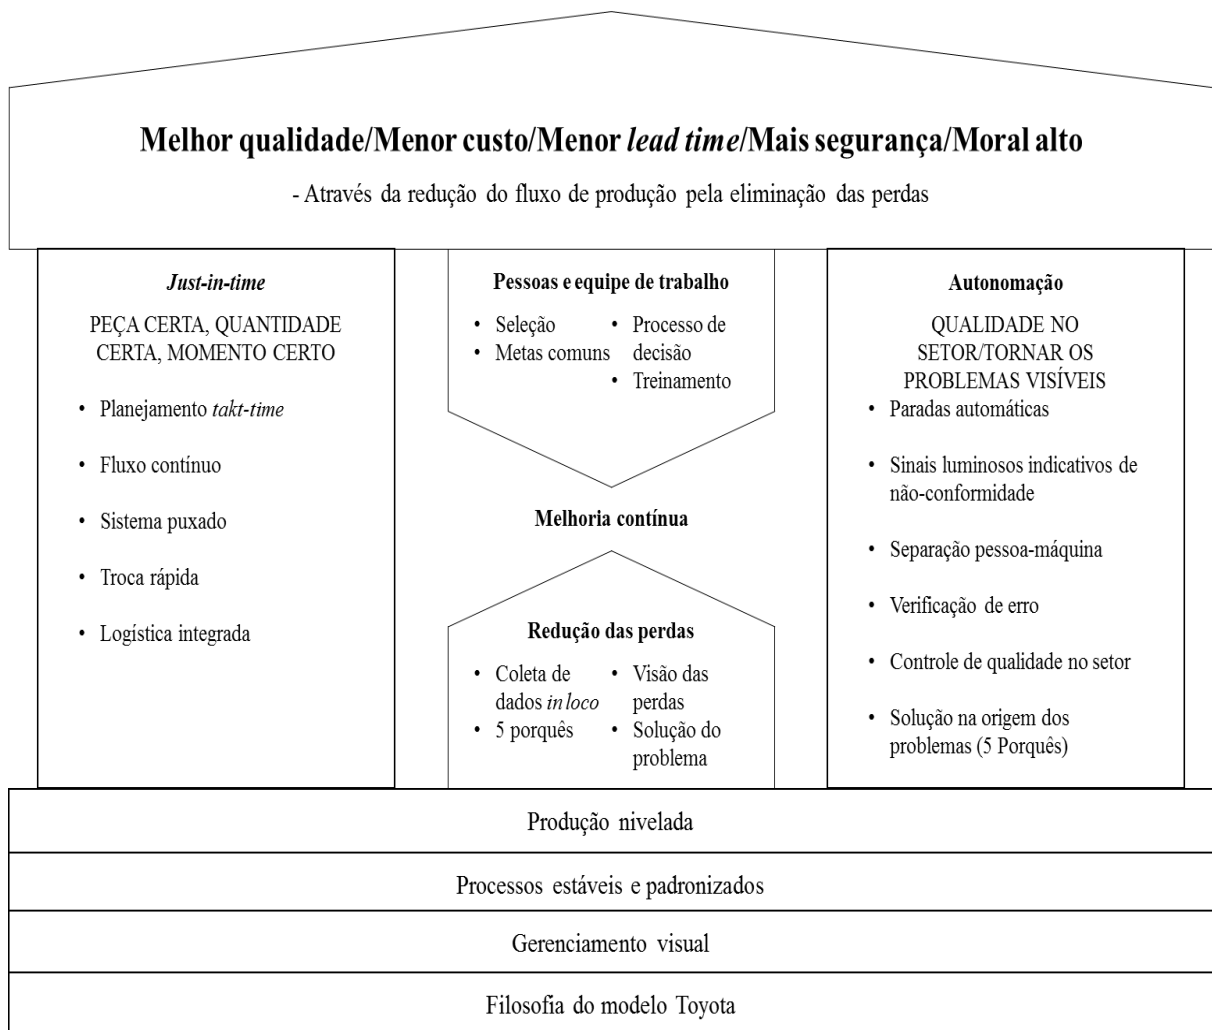 Melhor qualidade/Menor custo/Menor lead time/Mais segurança/Moral alto
- Através da redução do fluxo de produção pela eliminação das perdas
Just-in-time
PEÇA CERTA, QUANTIDADE
CERTA, MOMENTO CERTO
• Planejamento takt-time
• Fluxo contínuo
• Sistema puxado
• Troca rápida
• Logística integrada
Pessoas e equipe de trabalho
• Seleção
• Metas comuns
• Processo de
decisão
• Treinamento
Melhoria contínua
Redução das perdas
• Coleta de
dados in loco
• 5 porquês
• Visão das
perdas
• Solução do
problema
Autonomação
QUALIDADE NO
SETOR/TORNAR OS
PROBLEMAS VISÍVEIS
• Paradas automáticas
• Sinais luminosos indicativos de
não-conformidade
• Separação pessoa-máquina
• Verificação de erro
• Controle de qualidade no setor
• Solução na origem dos
problemas (5 Porquês)
Produção nivelada
Processos estáveis e padronizados
Gerenciamento visual
Filosofia do modelo Toyota